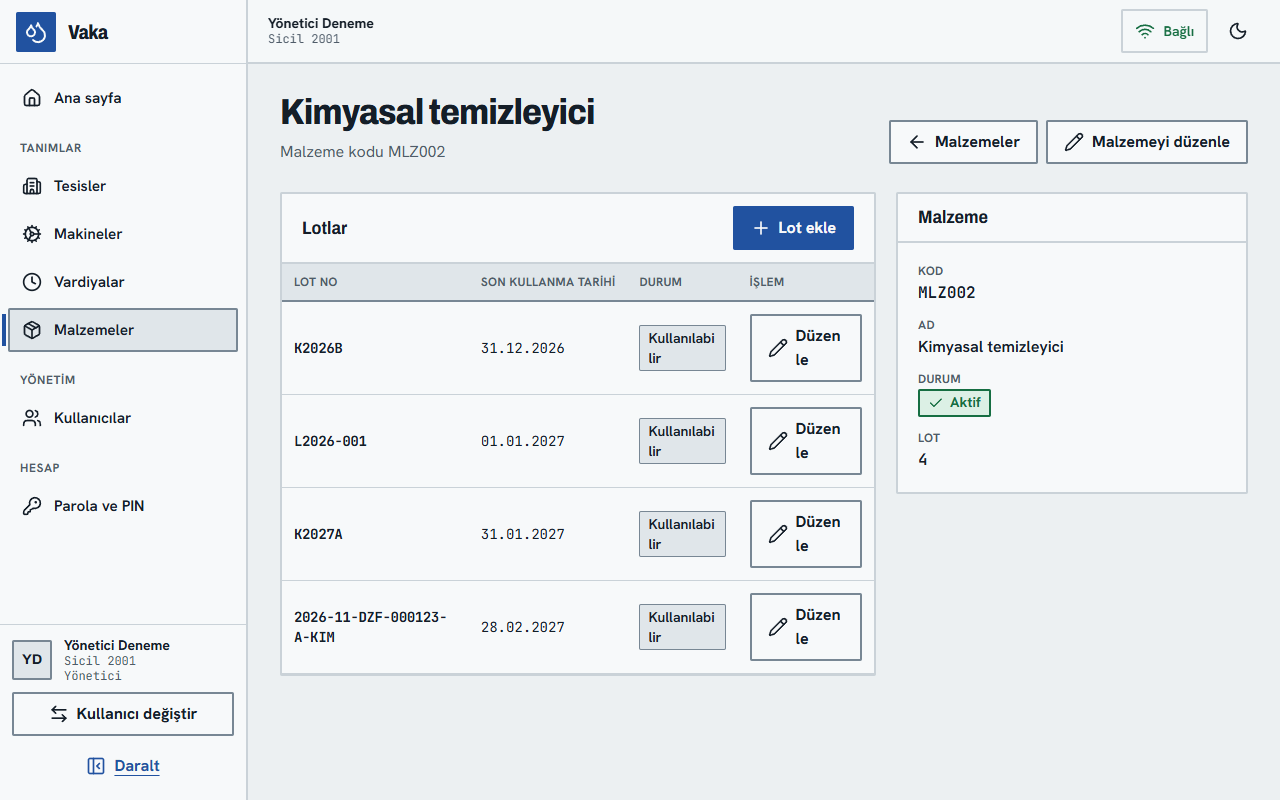 Vaka
Yönetici Deneme
Sicil 2001
Bağlı
Ana sayfa
TANIMLAR
Tesisler
Makineler
Vardiyalar
Malzemeler
YÖNETİM
Kullanıcılar
HESAP
Parola ve PIN
YD
Yönetici Deneme
Sicil 2001
Yönetici
Kullanıcı değiştir
Daralt
Kimyasal temizleyici
Malzeme kodu MLZ002
Malzemeler
Malzemeyi düzenle
Lotlar
Lot ekle
LOT NO SON KULLANMA TARİHİ DURUM İŞLEM
K2026B 31.12.2026 Kullanılabi
lir
Düzen
le
L2026-001 01.01.2027 Kullanılabi
lir
Düzen
le
K2027A 31.01.2027 Kullanılabi
lir
Düzen
le
2026-11-DZF-000123-
A-KIM
28.02.2027
Kullanılabi
lir
Düzen
le
Malzeme
KOD
MLZ002
AD
Kimyasal temizleyici
DURUM
Aktif
LOT
4